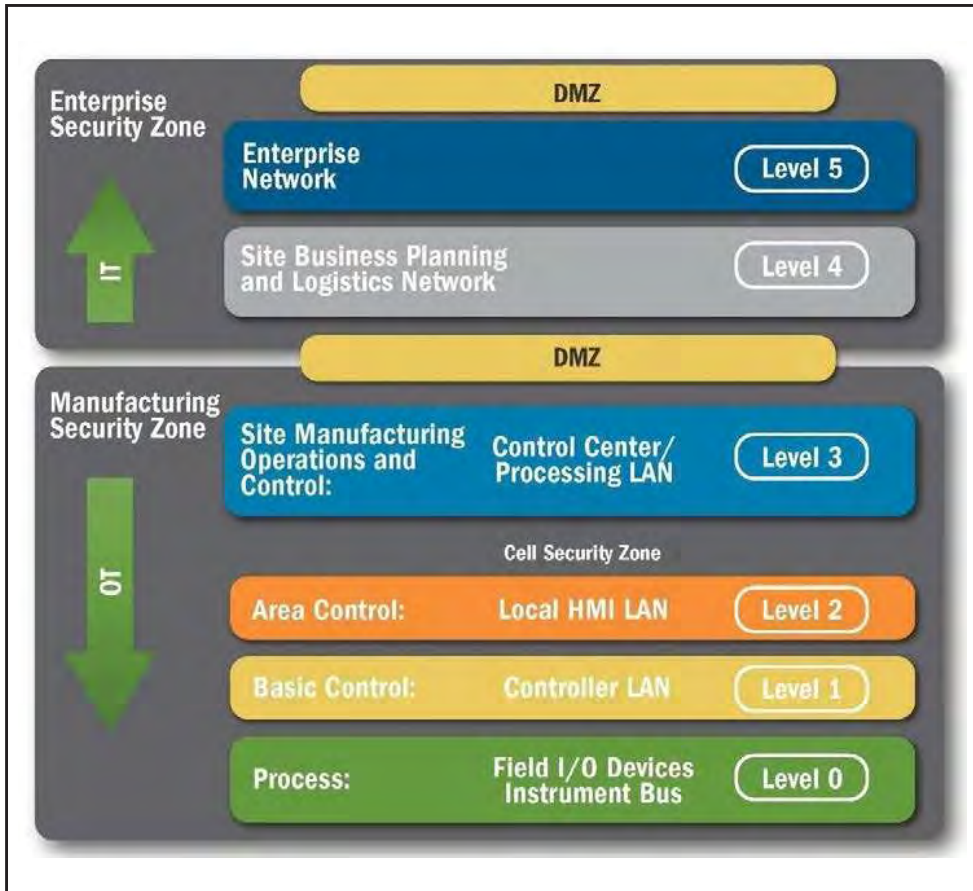 DMZ
Enterprise
Security Zone
Enterprise
Network
Level 5
IT
Site Business Planning
and Logistics Network
Level 4
DMZ
Manufacturing
Security Zone
Site Manufacturing
Operations and
Control:
Control Center/
Processing LAN
Level 3
OT
Cell Security Zone
Area Control:
Local HMI LAN
Level 2
Basic Control:
Controller LAN
Level 1
Process:
Field I/O Devices
Instrument Bus
Level 0